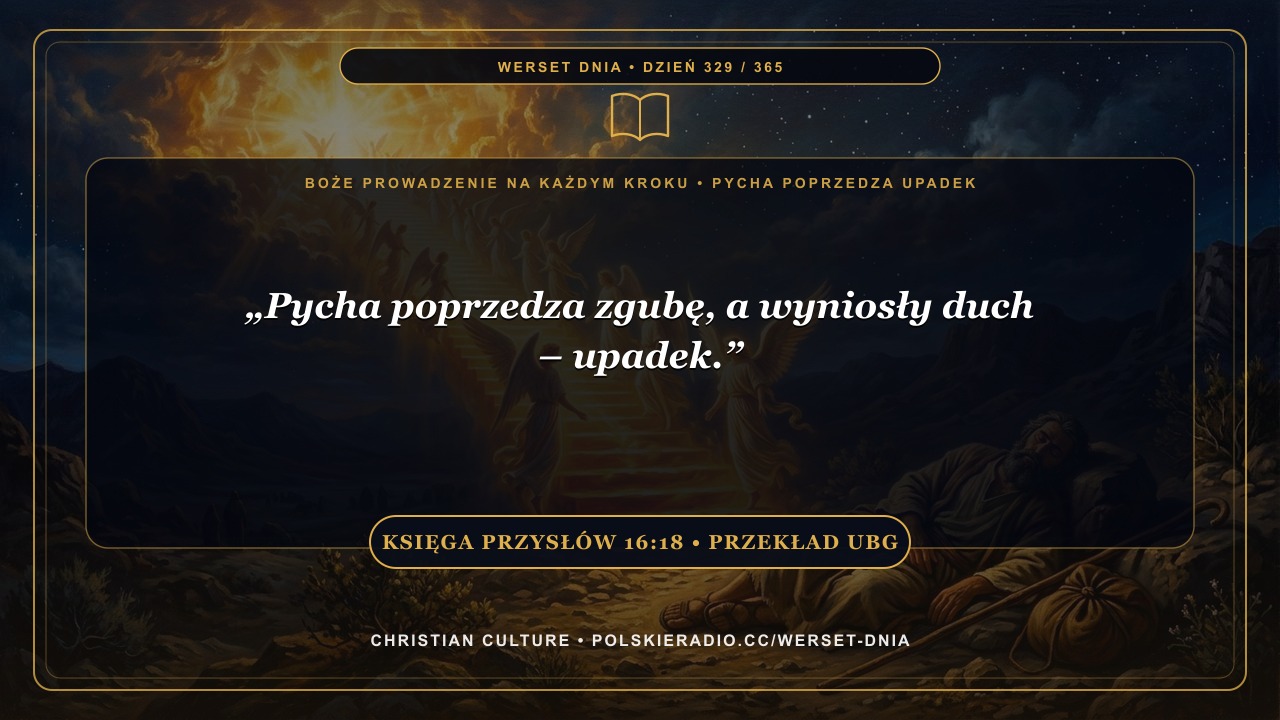 WERSET DNIA • DZIEŃ 329 / 365
BOŻE PROWADZENIE NA KAŻDYM KROKU • PYCHA POPRZEDZA UPADEK
„Pycha poprzedza zgubę, a wyniosły duch
– upadek.”
KSIĘGA PRZYSŁÓW 16:18 • PRZEKŁAD UBG
CHRISTIAN CULTURE • POLSKIERADIO.CC/WERSET-DNIA